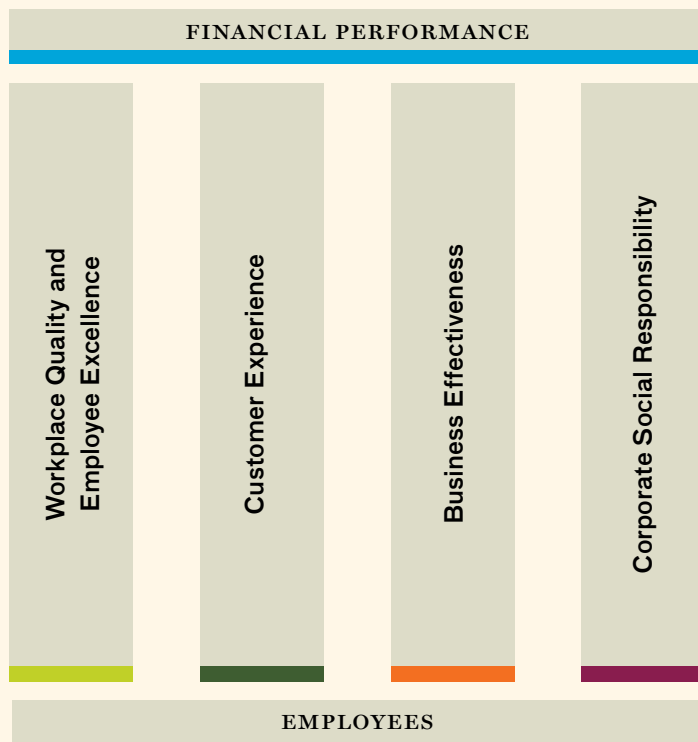 FINANCIAL PERFORMANCE
Workplace Quality and
Employee Excellence
Customer Experience
Business Effectiveness
Corporate Social Responsibility
EMPLOYEES